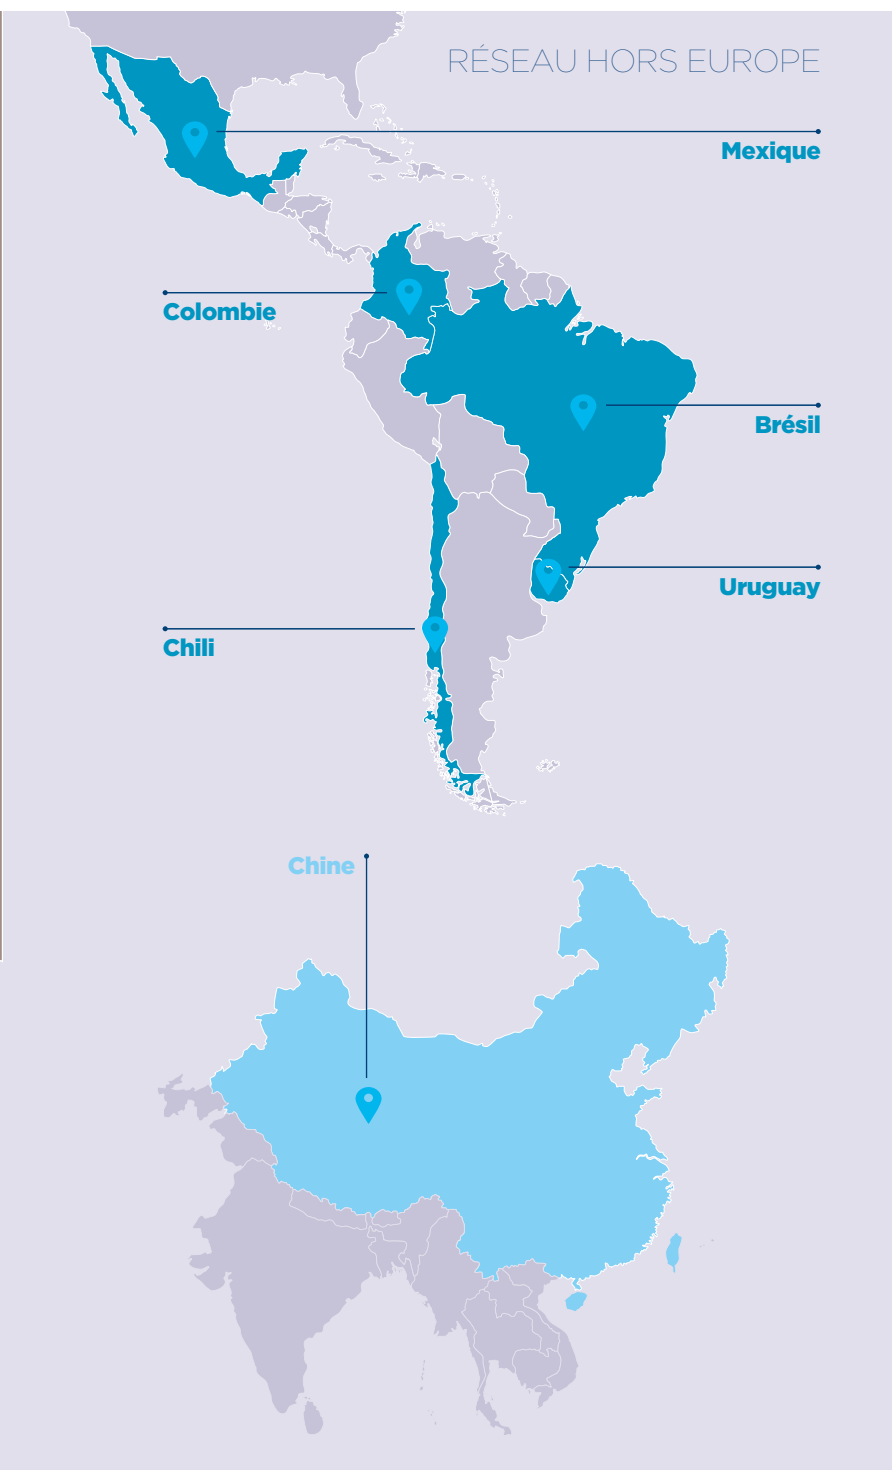 RÉSEAU HORS EUROPE
Mexique
Colombie
Brésil
Uruguay
Chili
Chine